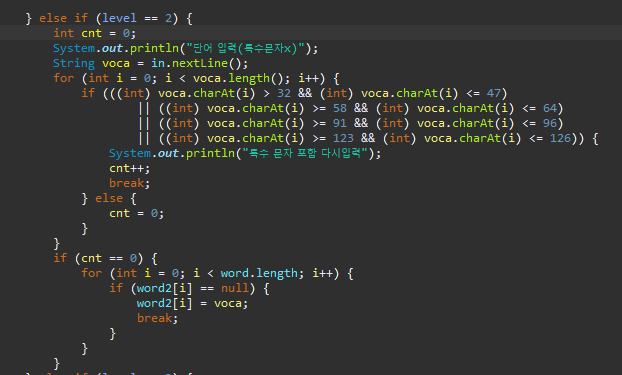 } else if (level == 2) {
int cnt = 0;
System.out.println("단어 입력(특수문자x)");
String voca = in.nextLine();
for (int i = 0; i < voca.length(); i++) {
if (((int) voca.charAt(i) > 32 && (int) voca.charAt(i) <= 47)
|| ((int) voca.charAt(i) >= 58 && (int) voca.charAt(i) <= 64)
|| ((int) voca.charAt(i) >= 91 && (int) voca.charAt(i) <= 96)
|| ((int) voca.charAt(i) >= 123 && (int) voca.charAt(i) <= 126)) {
System.out.println("특수 문자 포함 다시입력");
cnt++;
break;
} else {
cnt = 0;
}
}
if (cnt == 0) {
for (int i = 0; i < word.length; i++) {
if (word2[i] == null) {
word2[i] = voca;
break;
}
}
}